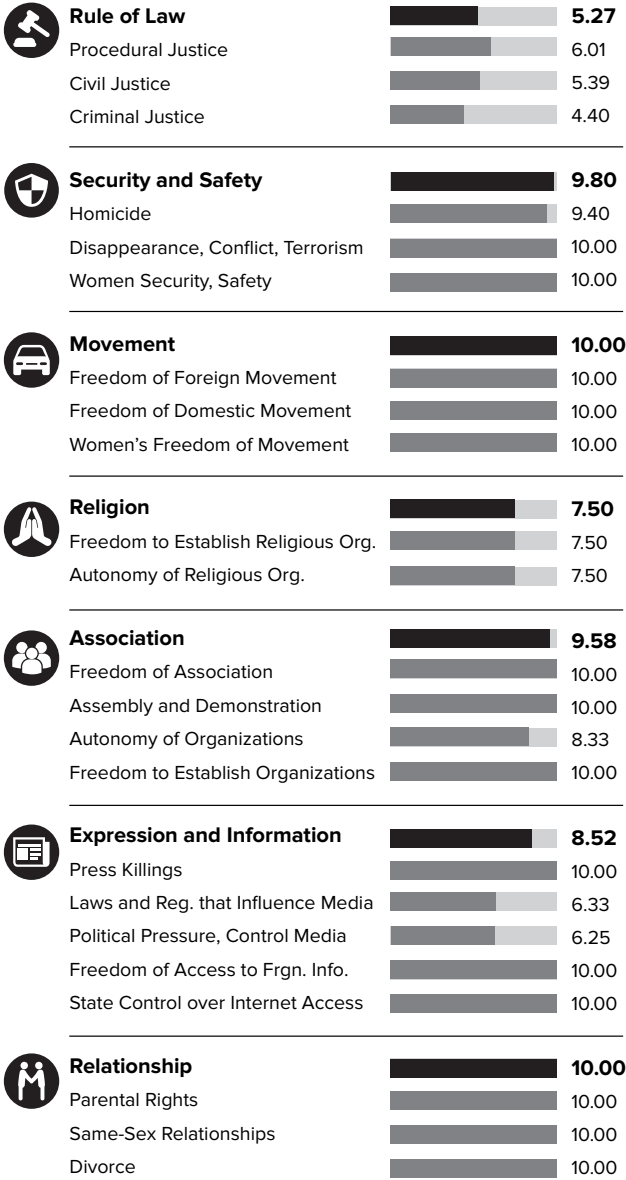 Rule of Law 5.27
Procedural Justice 6.01
Civil Justice 5.39
Criminal Justice 4.40
Security and Safety 9.80
Homicide 9.40
Disappearance, Conflict, Terrorism 10.00
Women Security, Safety 10.00
Movement 10.00
Freedom of Foreign Movement 10.00
Freedom of Domestic Movement 10.00
Women's Freedom of Movement 10.00
Religion 7.50
Freedom to Establish Religious Org. 7.50
Autonomy of Religious Org. 7.50
Association 9.58
Freedom of Association 10.00
Assembly and Demonstration 10.00
Autonomy of Organizations 8.33
Freedom to Establish Organizations 10.00
Expression and Information 8.52
Press Killings 10.00
Laws and Reg. that Influence Media 6.33
Political Pressure, Control Media 6.25
Freedom of Access to Frgn. Info. 10.00
State Control over Internet Access 10.00
Relationship 10.00
Parental Rights 10.00
Same-Sex Relationships 10.00
Divorce 10.00